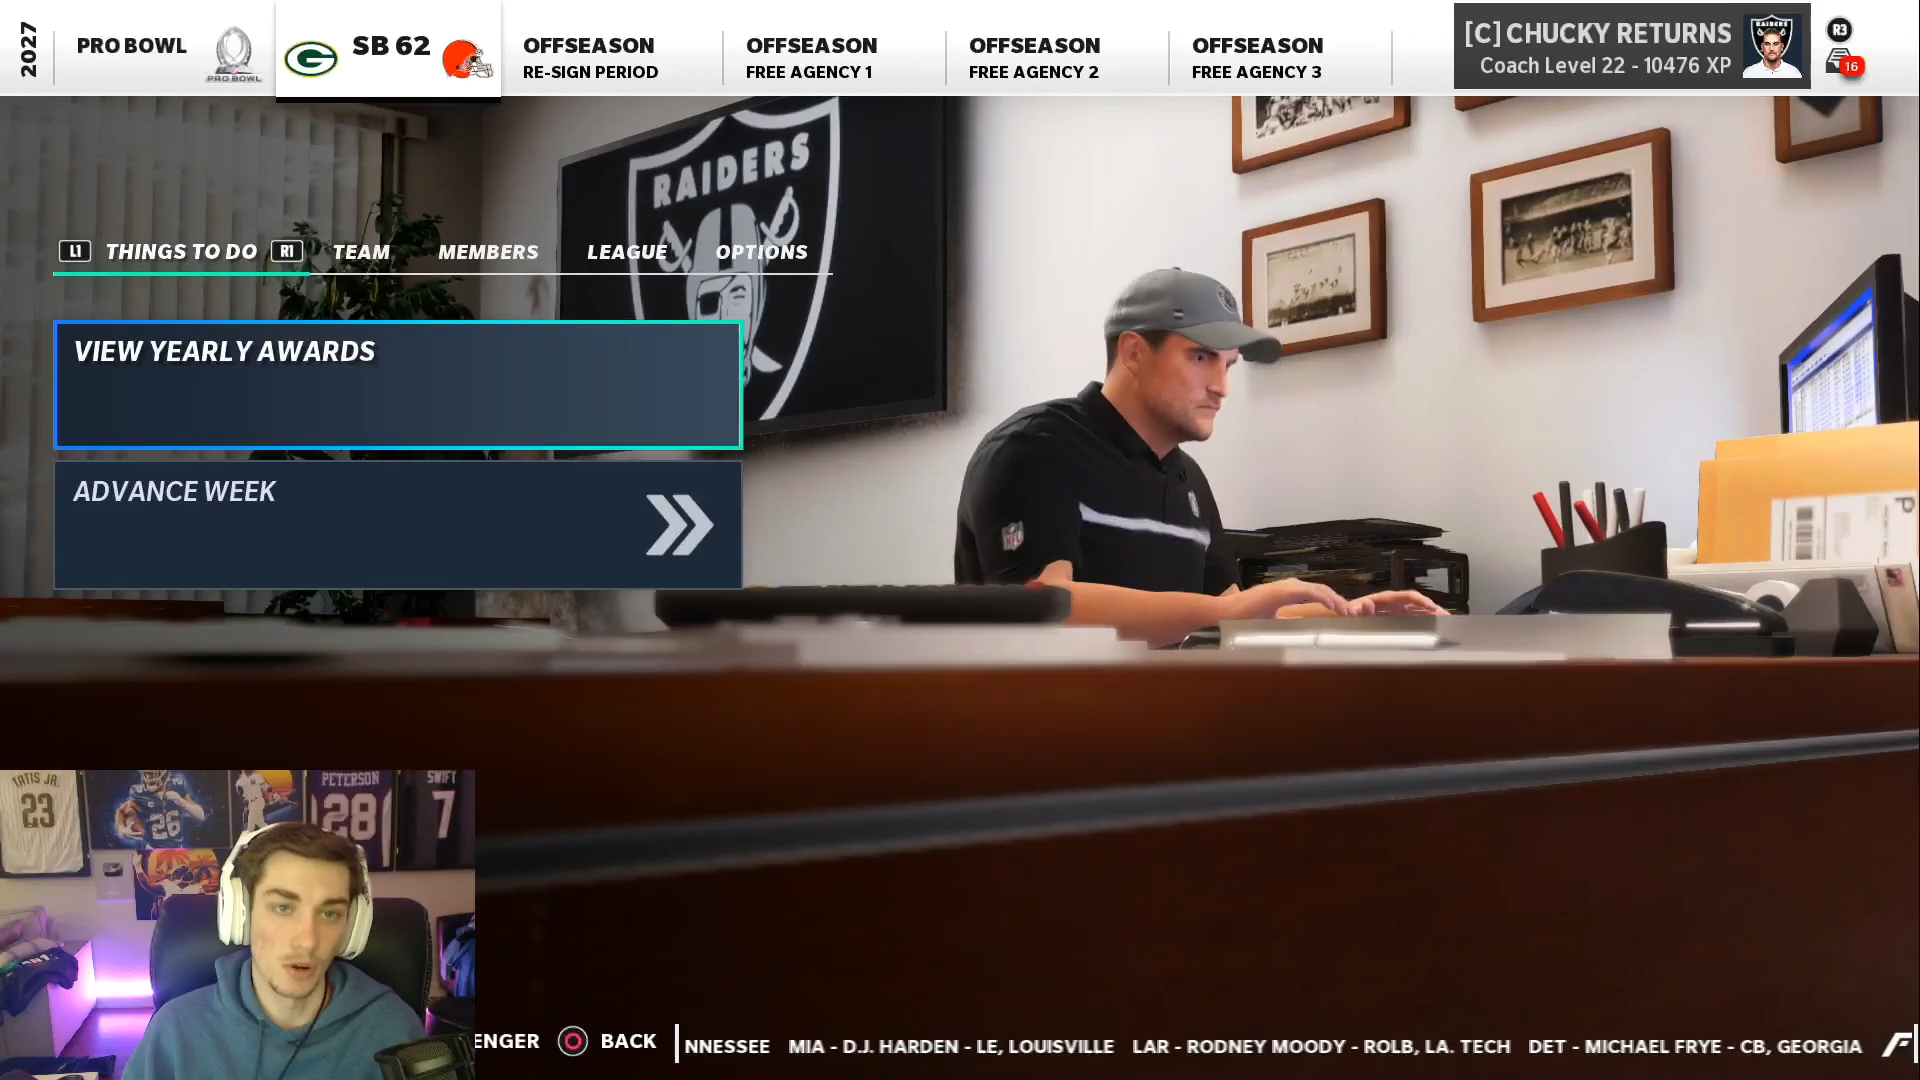 2027
PRO BOWL
PRO BOWL
G
SB 62
OFFSEASON
RE-SIGN PERIOD
OFFSEASON
FREE AGENCY 1
OFFSEASON
FREE AGENCY 2
OFFSEASON
FREE AGENCY 3
[C] CHUCKY RETURNS
Coach Level 22 - 10476 XP
RAIDERS
R3
16
RAIDERS
L1 THINGS TO DO R1 TEAM MEMBERS LEAGUE OPTIONS
VIEW YEARLY AWARDS
ADVANCE WEEK
NFL
P
TATIS JR.
23
26
PETERSON
28
SWIFT
7
ENGER BACK
NNESSEE MIA - D.J. HARDEN - LE, LOUISVILLE LAR - RODNEY MOODY - ROLB, LA. TECH DET - MICHAEL FRYE - CB, GEORGIA